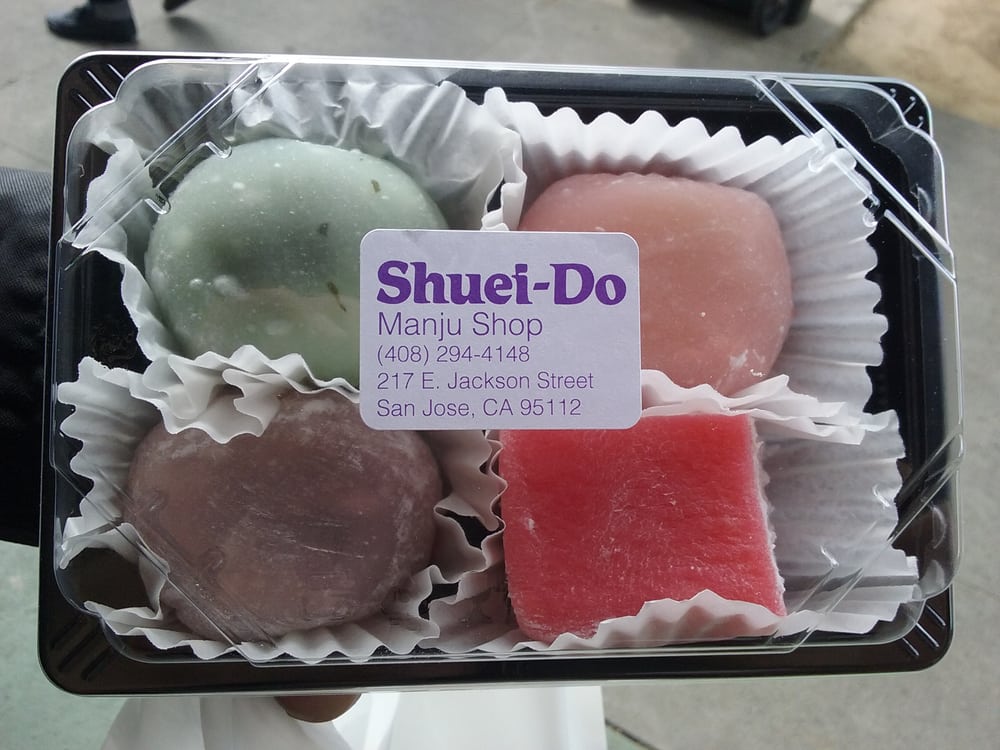 Shuei-Do
Manju Shop
(408) 294-4148
217 E. Jackson Street
San Jose, CA 95112